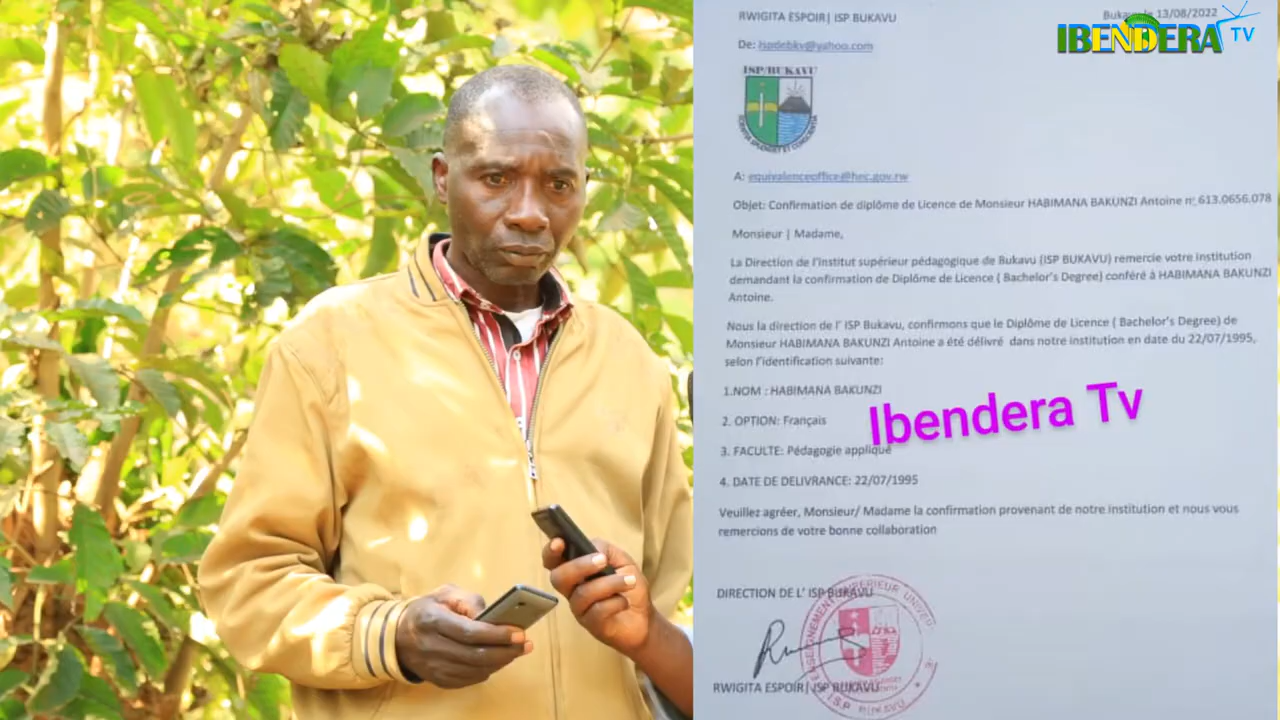 RWIGITA ESPOIR| ISP BUKAVU
Bukavu le 13/08/2022
IBENDERA TV
De: ispdebkv@yahoo.com
ISP/BUKAVU
A: equivalenceoffice@hec.gov.rw
Objet: Confirmation de diplôme de Licence de Monsieur HABIMANA BAKUNZI Antoine n° 613.0656.078
Monsieur | Madame,
La Direction de l'Institut supérieur pédagogique de Bukavu (ISP BUKAVU) remercie votre institution
demandant la confirmation de Diplôme de Licence ( Bachelor's Degree) conféré à HABIMANA BAKUNZI
Antoine.
Nous la direction de l' ISP Bukavu, confirmons que le Diplôme de Licence ( Bachelor's Degree) de
Monsieur HABIMANA BAKUNZI Antoine a été délivré dans notre institution en date du 22/07/1995,
selon l'identification suivante:
1.NOM : HABIMANA BAKUNZI
2. OPTION: Français
Ibendera Tv
3. FACULTE: Pédagogie appliqué
4. DATE DE DELIVRANCE: 22/07/1995
Veuillez agréer, Monsieur/ Madame la confirmation provenant de notre institution et nous vous
remercions de votre bonne collaboration
DIRECTION DE L' ISP BUKAVU
RWIGITA ESPOIR| ISP BUKAVU
I.S.P BUKAVU